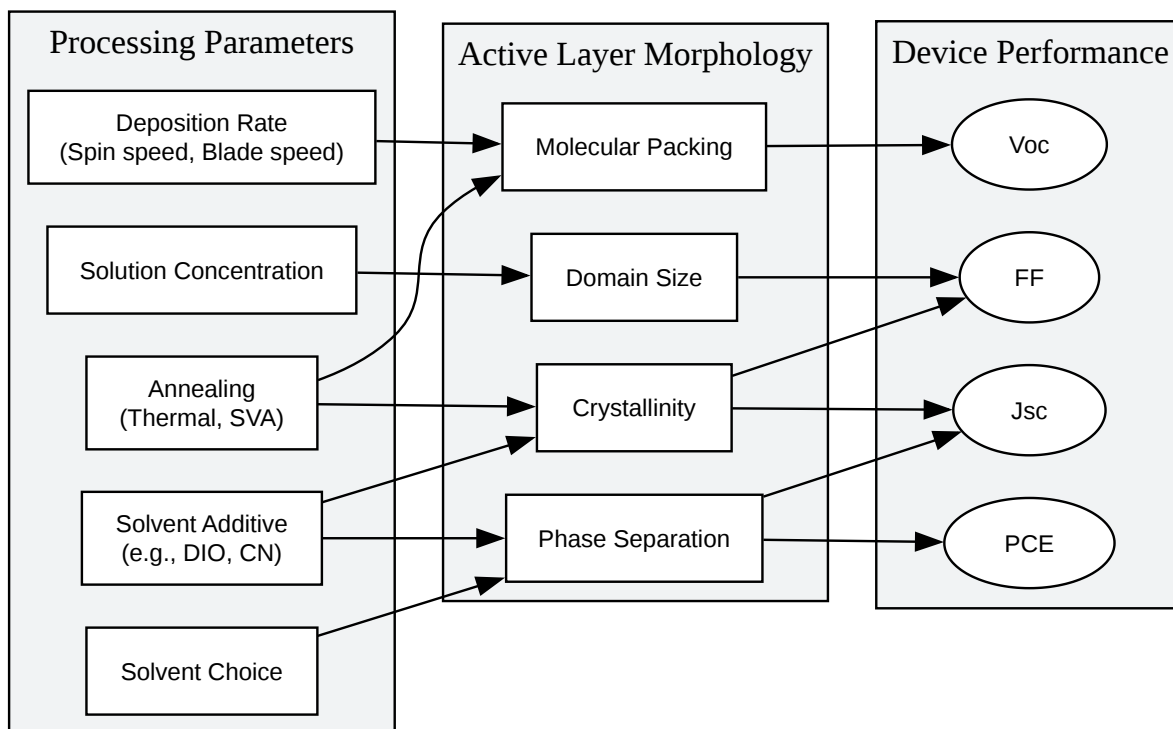 Processing Parameters
Deposition Rate
(Spin speed, Blade speed)
Solution Concentration
Annealing
(Thermal, SVA)
Solvent Additive
(e.g., DIO, CN)
Solvent Choice
Active Layer Morphology
Molecular Packing
Domain Size
Crystallinity
Phase Separation
Device Performance
Voc
FF
Jsc
PCE